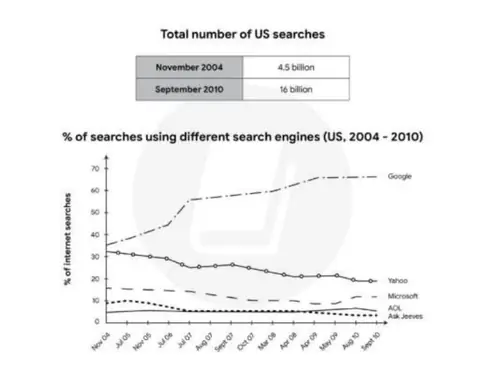 Total number of US searches
November 2004 4.5 billion
September 2010 16 billion
% of searches using different search engines (US, 2004 - 2010)
% of internet searches
70
60
50
40
30
20
10
0
Google
Yahoo
Microsoft
AOL
Ask Jeeves
Nov 04 Jul 05 Nov 05 Jul 06 Jul 07 Aug 07 Sept 07 Oct 07 Mar 08 Apr 08 Apr 09 May 09 Aug 10 Sept 10